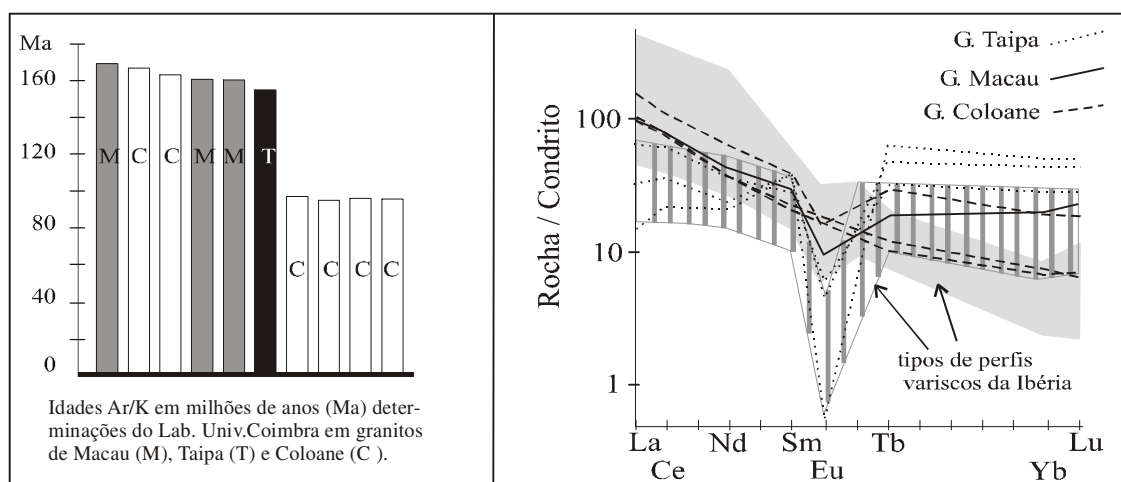 Ma
160
120
80
40
0
M C C M M T C C C C
Idades Ar/K em milhões de anos (Ma) deter-
minações do Lab. Univ.Coimbra em granitos
de Macau (M), Taipa (T) e Coloane (C ).
Rocha / Condrito
100
10
1
G. Taipa
G. Macau
G. Coloane
tipos de perfis
variscos da Ibéria
La Nd Sm Tb Lu
Ce Eu Yb